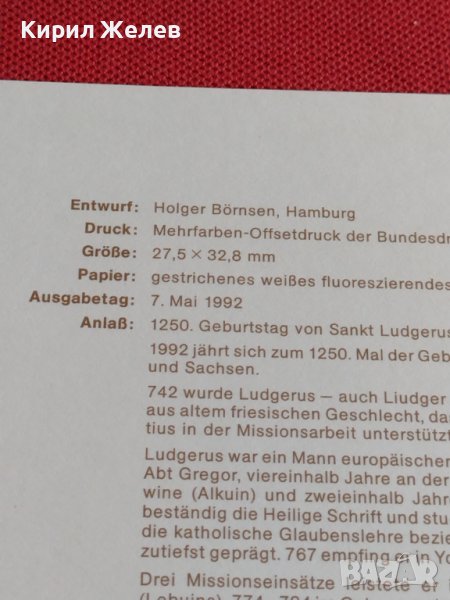 Кирил Желев
Entwurf: Holger Börnsen, Hamburg
Druck: Mehrfarben-Offsetdruck der Bundesdr
Größe: 27,5 × 32,8 mm
Papier: gestrichenes weißes fluoreszierendes
Ausgabetag: 7. Mai 1992
Anlaß: 1250. Geburtstag von Sankt Ludgerus
1992 jährt sich zum 1250. Mal der Geb
und Sachsen.
742 wurde Ludgerus – auch Liudger
aus altem friesischen Geschlecht, da
tius in der Missionsarbeit unterstützt
Ludgerus war ein Mann europäischer
Abt Gregor, viereinhalb Jahre an der
wine (Alkuin) und zweieinhalb Jahr
beständig die Heilige Schrift und stu
die katholische Glaubenslehre bezie
zutiefst geprägt. 767 empfing er in Yo
Drei Missionseinsätze leistete er
bazar